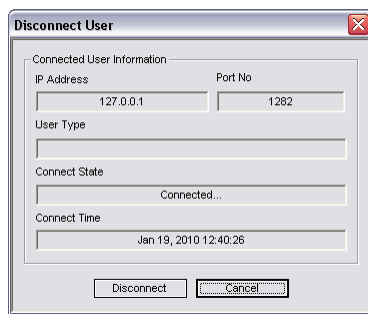 Disconnect User
Connected User Information
IP Address Port No
127.0.0.1 1282
User Type
Connect State
Connected...
Connect Time
Jan 19, 2010 12:40:26
Disconnect Cancel